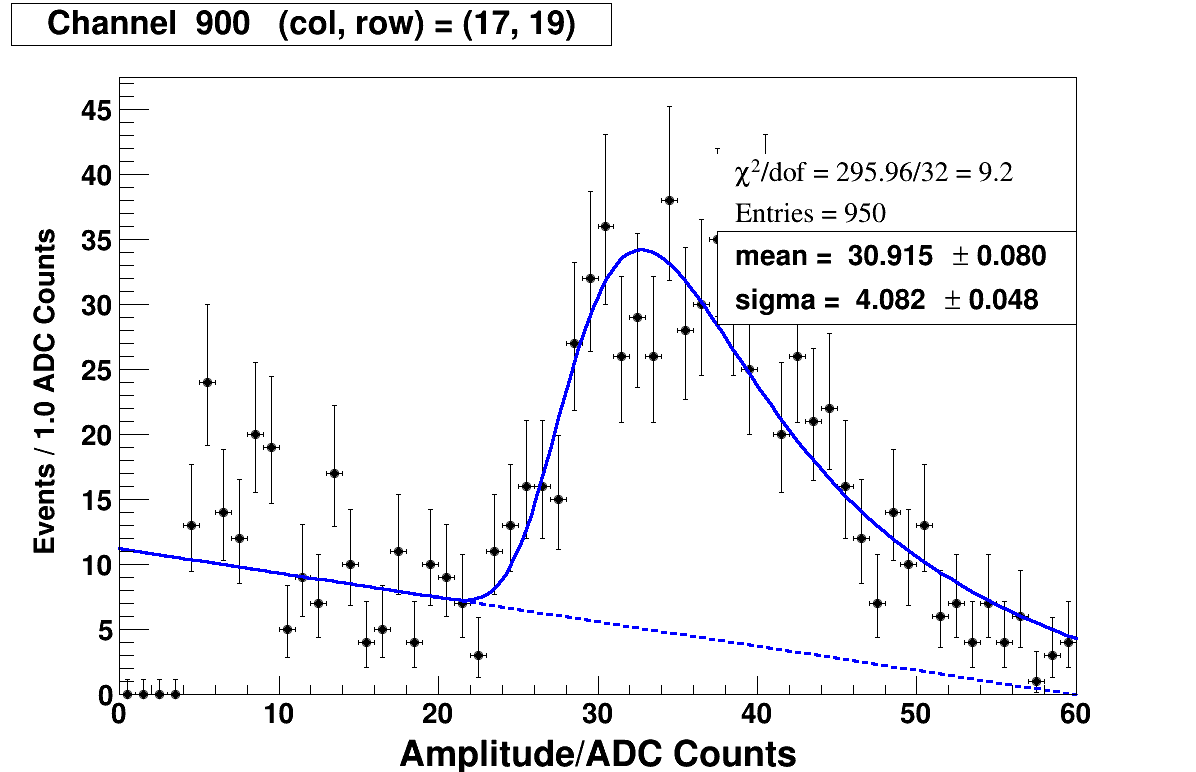 Channel 900 (col, row) = (17, 19)
45
40
35
30
25
20
15
10
5
0
Events / 1.0 ADC Counts
χ²/dof = 295.96/32 = 9.2
Entries = 950
mean = 30.915 ± 0.080
sigma = 4.082 ± 0.048
0 10 20 30 40 50 60
Amplitude/ADC Counts